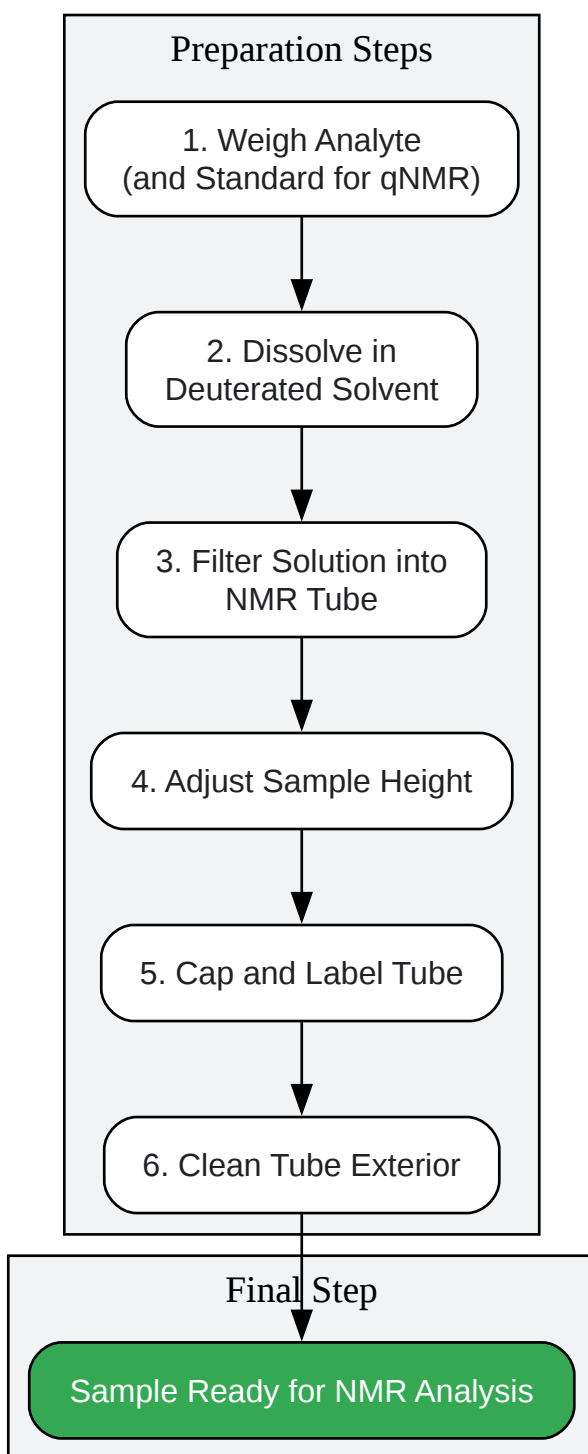 Preparation Steps
1. Weigh Analyte
(and Standard for qNMR)
2. Dissolve in
Deuterated Solvent
3. Filter Solution into
NMR Tube
4. Adjust Sample Height
5. Cap and Label Tube
6. Clean Tube Exterior
Final Step
Sample Ready for NMR Analysis